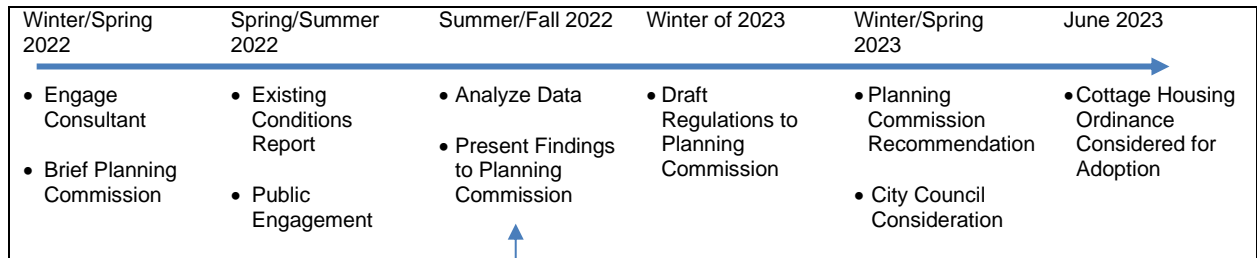 Winter/Spring
2022
Spring/Summer
2022
Summer/Fall 2022
Winter of 2023
Winter/Spring
2023
June 2023
• Engage
Consultant
• Brief Planning
Commission
• Existing
Conditions
Report
• Public
Engagement
• Analyze Data
• Present Findings
to Planning
Commission
• Draft
Regulations to
Planning
Commission
• Planning
Commission
Recommendation
• City Council
Consideration
• Cottage Housing
Ordinance
Considered for
Adoption